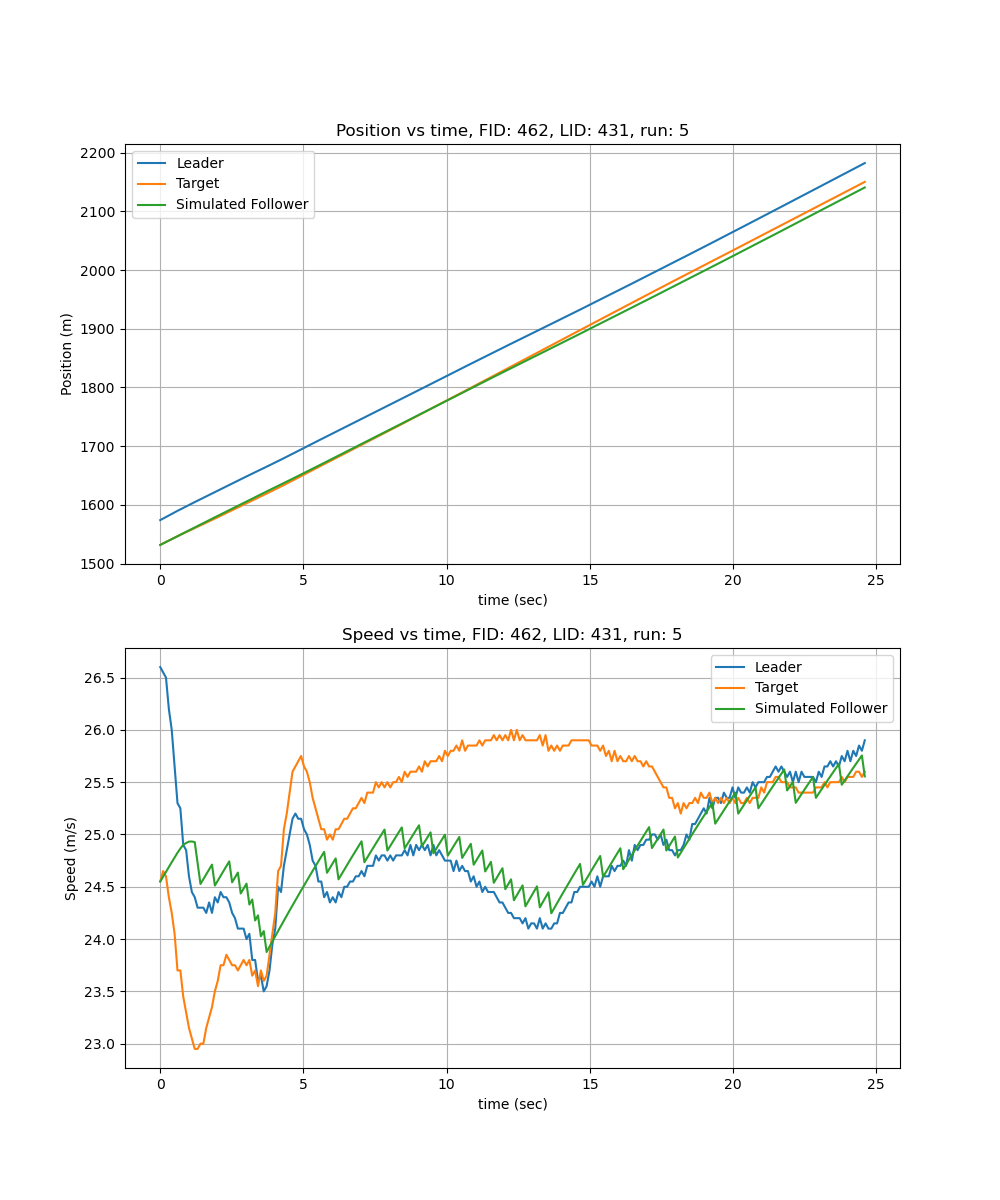 Position vs time, FID: 462, LID: 431, run: 5
Leader
Target
Simulated Follower
Position (m)
2200
2100
2000
1900
1800
1700
1600
1500
0 5 10 15 20 25
time (sec)
Speed vs time, FID: 462, LID: 431, run: 5
Leader
Target
Simulated Follower
Speed (m/s)
26.5
26.0
25.5
25.0
24.5
24.0
23.5
23.0
0 5 10 15 20 25
time (sec)